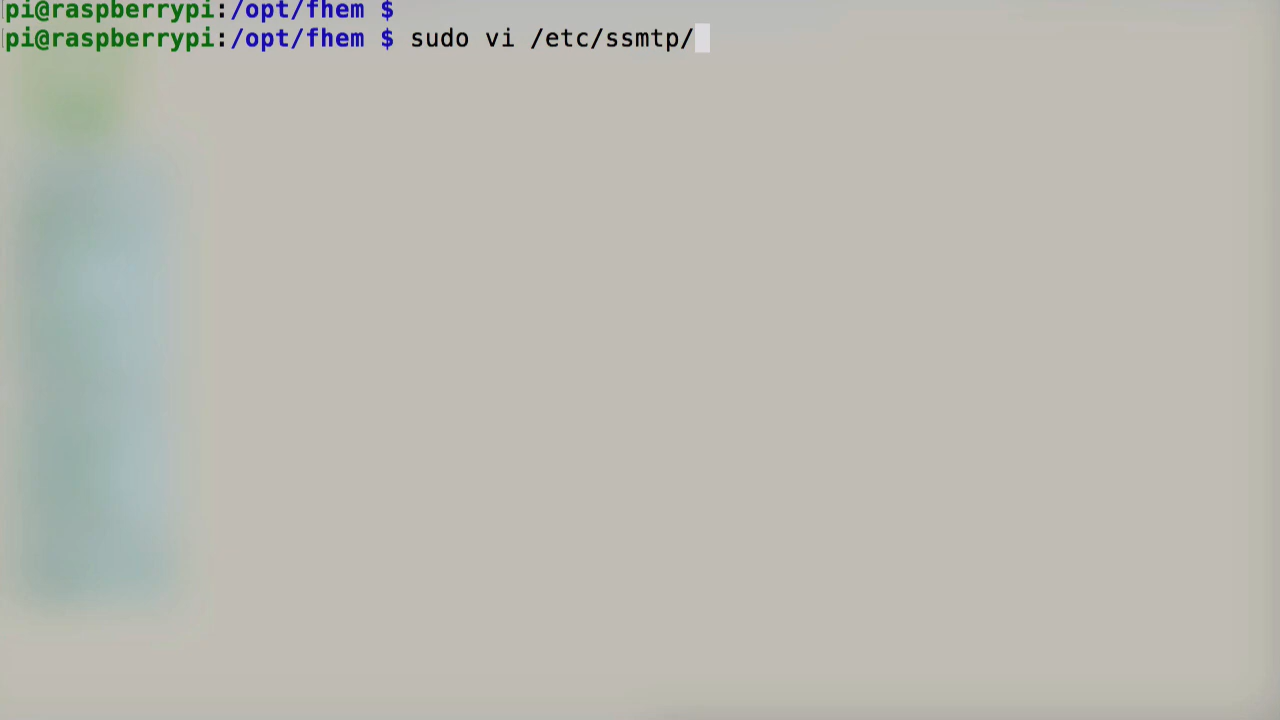 pi@raspberrypi:/opt/fhem $
pi@raspberrypi:/opt/fhem $ sudo vi /etc/ssmtp/